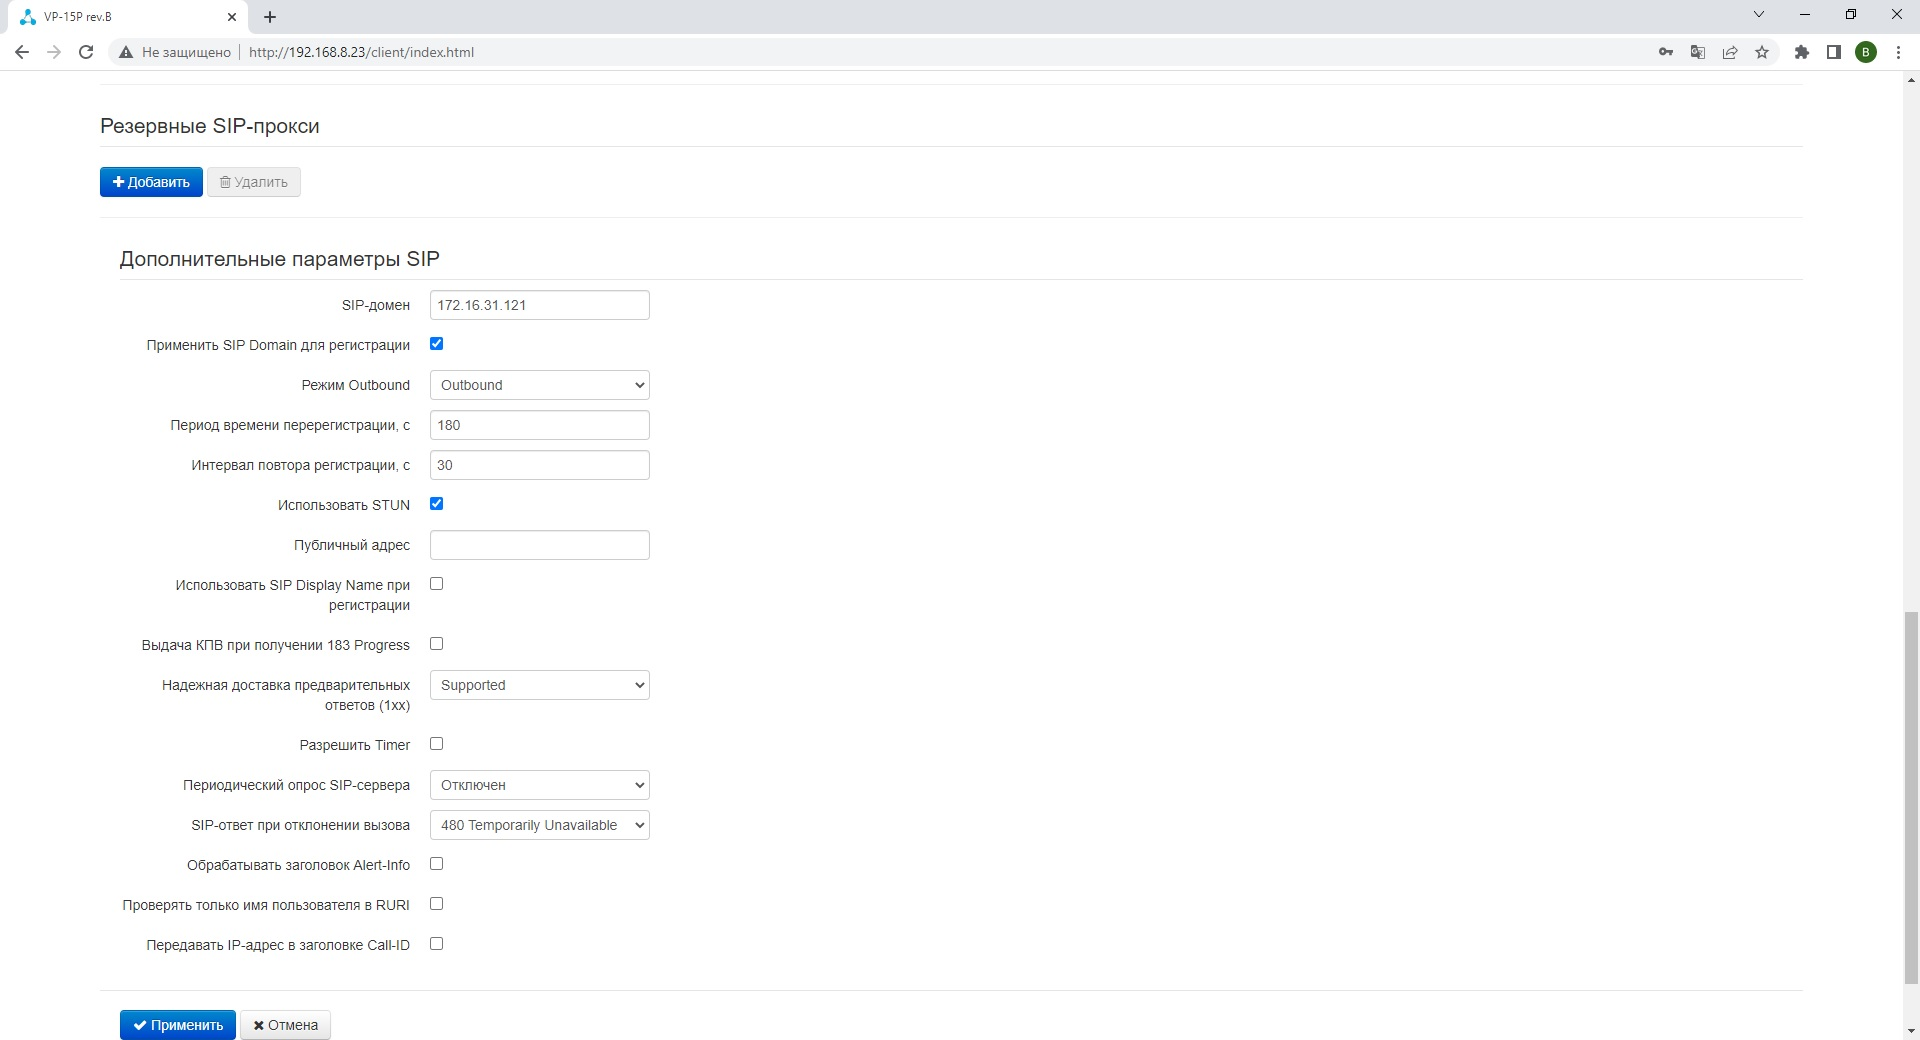 VP-15P rev.B
Не защищено
http://192.168.8.23/client/index.html
B
Резервные SIP-прокси
Добавить
Удалить
Дополнительные параметры SIP
SIP-домен
172.16.31.121
Применить SIP Domain для регистрации
Режим Outbound
Outbound
Период времени перерегистрации, с
180
Интервал повтора регистрации, с
30
Использовать STUN
Публичный адрес
Использовать SIP Display Name при
регистрации
Выдача КПВ при получении 183 Progress
Надежная доставка предварительных
ответов (1xx)
Supported
Разрешить Timer
Периодический опрос SIP-сервера
Отключен
SIP-ответ при отклонении вызова
480 Temporarily Unavailable
Обрабатывать заголовок Alert-Info
Проверять только имя пользователя в RURI
Передавать IP-адрес в заголовке Call-ID
Применить
Отмена